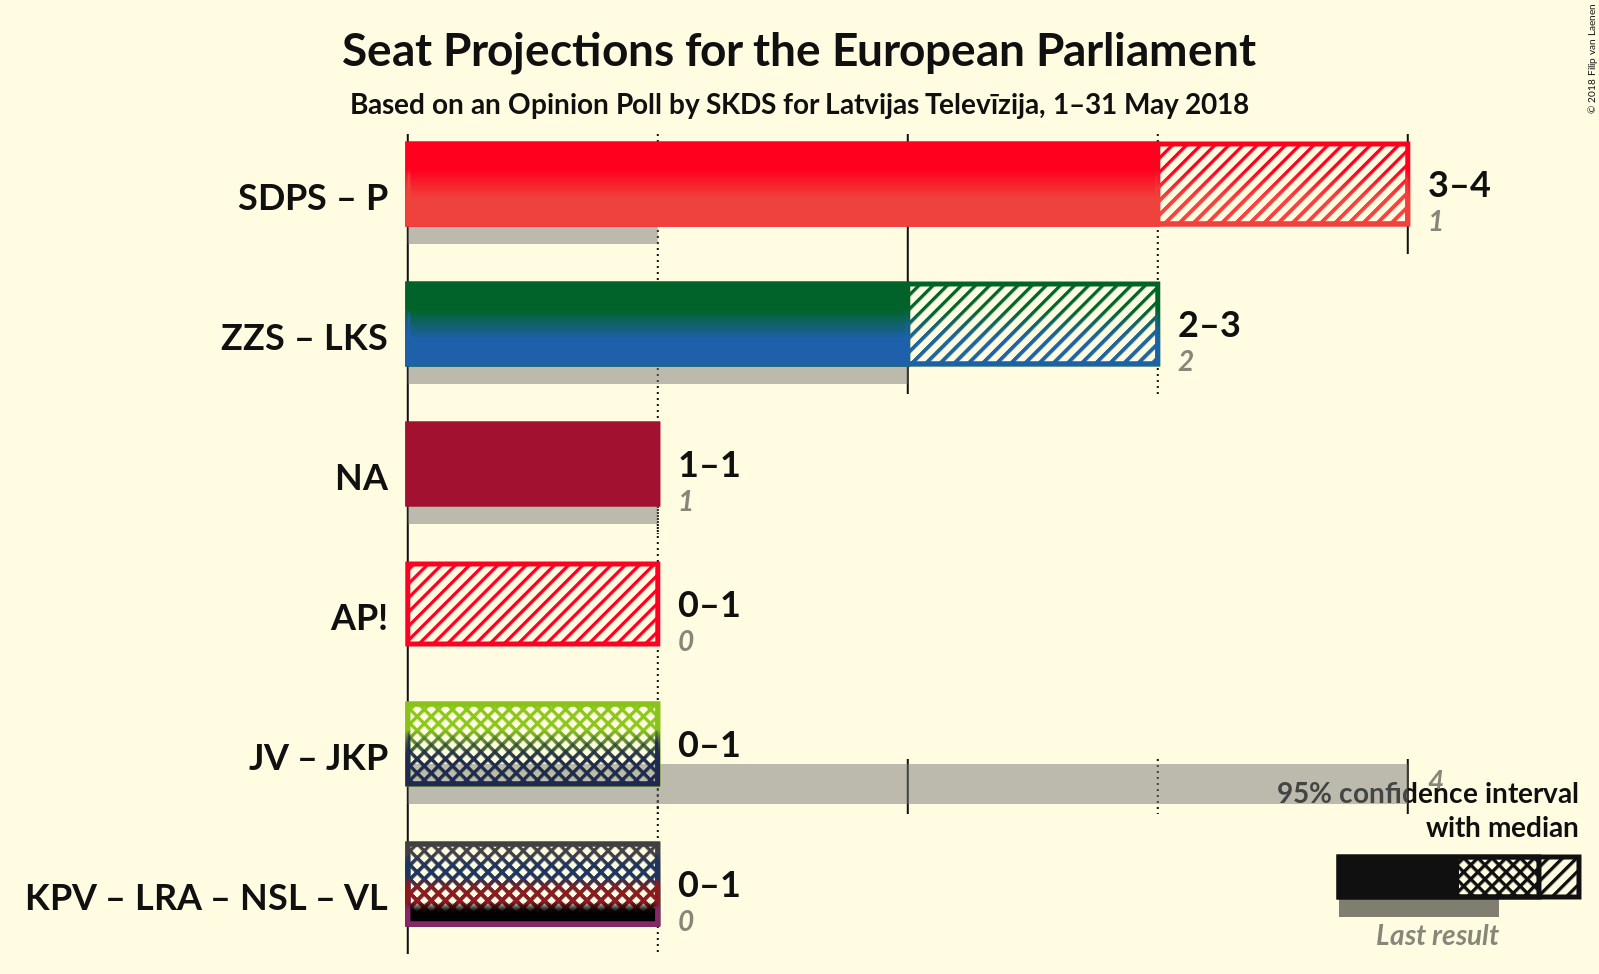 Seat Projections for the European Parliament
Based on an Opinion Poll by SKDS for Latvijas Televīzija, 1–31 May 2018
© 2018 Filip van Laenen
SDPS – P
3–4
1
ZZS – LKS
2–3
2
NA
1–1
1
AP!
0–1
0
JV – JKP
0–1
4
KPV – LRA – NSL – VL
0–1
0
95% confidence interval
with median
Last result